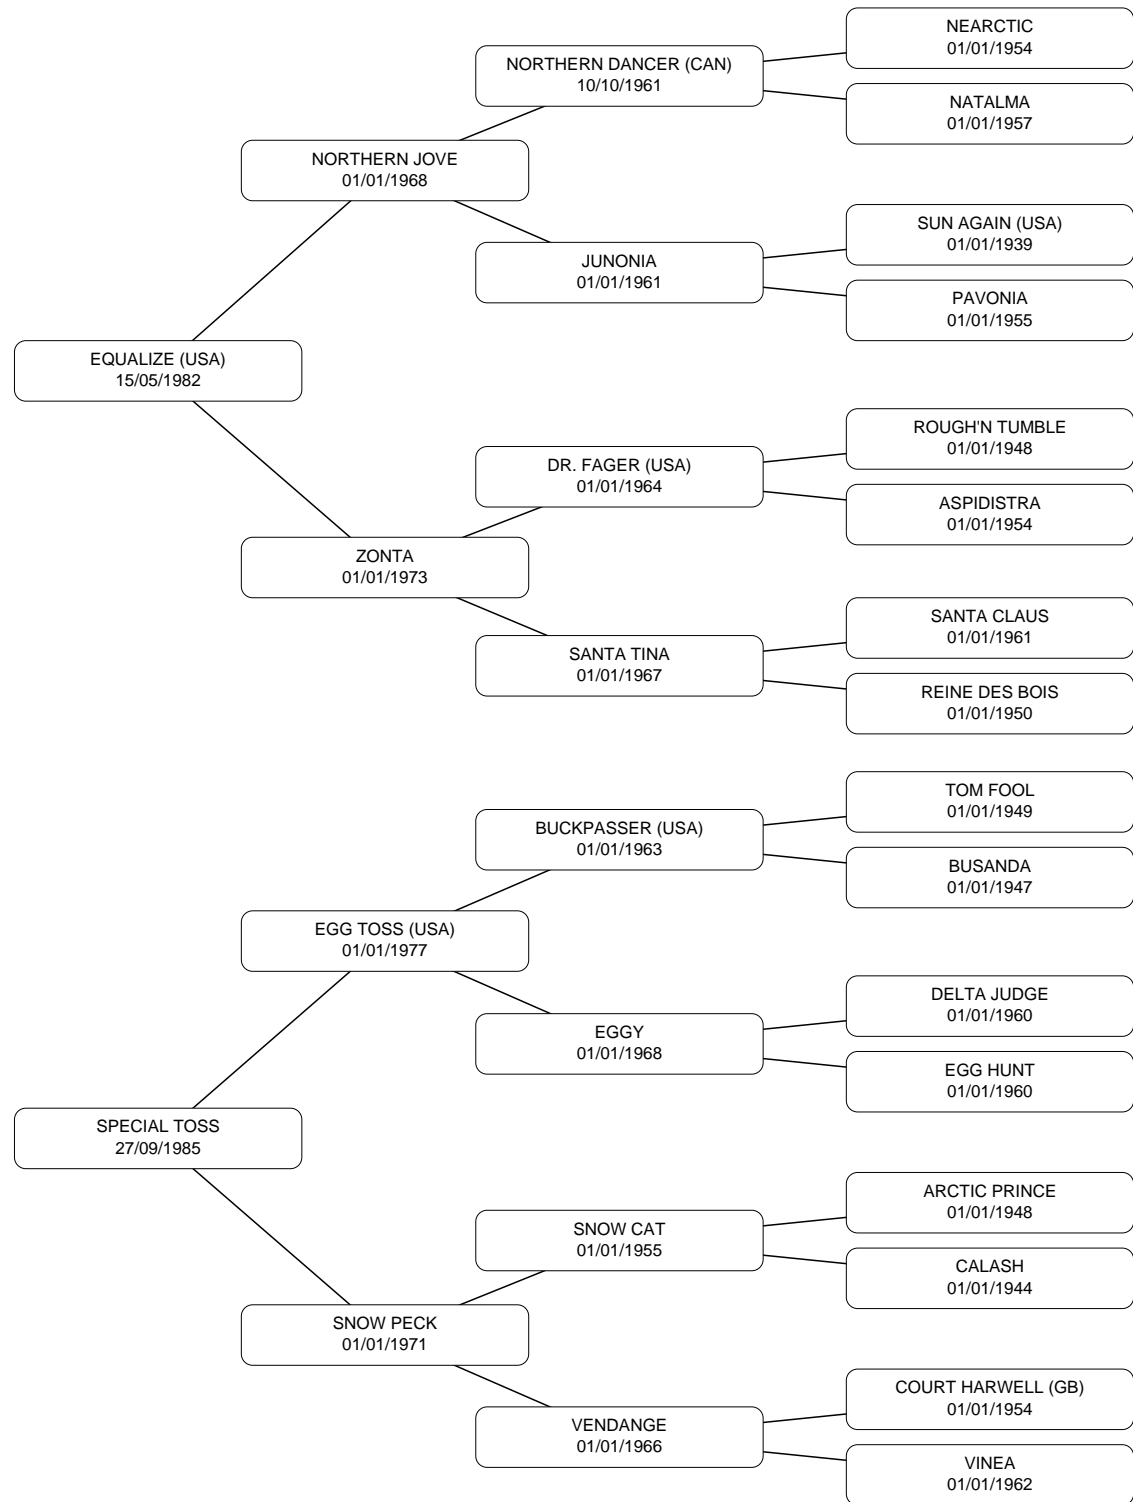 NEARCTIC
01/01/1954
NORTHERN DANCER (CAN)
10/10/1961
NATALMA
01/01/1957
NORTHERN JOVE
01/01/1968
SUN AGAIN (USA)
01/01/1939
JUNONIA
01/01/1961
PAVONIA
01/01/1955
EQUALIZE (USA)
15/05/1982
ROUGH'N TUMBLE
01/01/1948
DR. FAGER (USA)
01/01/1964
ASPIDISTRA
01/01/1954
ZONTA
01/01/1973
SANTA CLAUS
01/01/1961
SANTA TINA
01/01/1967
REINE DES BOIS
01/01/1950
TOM FOOL
01/01/1949
BUCKPASSER (USA)
01/01/1963
BUSANDA
01/01/1947
EGG TOSS (USA)
01/01/1977
DELTA JUDGE
01/01/1960
EGGY
01/01/1968
EGG HUNT
01/01/1960
SPECIAL TOSS
27/09/1985
ARCTIC PRINCE
01/01/1948
SNOW CAT
01/01/1955
CALASH
01/01/1944
SNOW PECK
01/01/1971
COURT HARWELL (GB)
01/01/1954
VENDANGE
01/01/1966
VINEA
01/01/1962